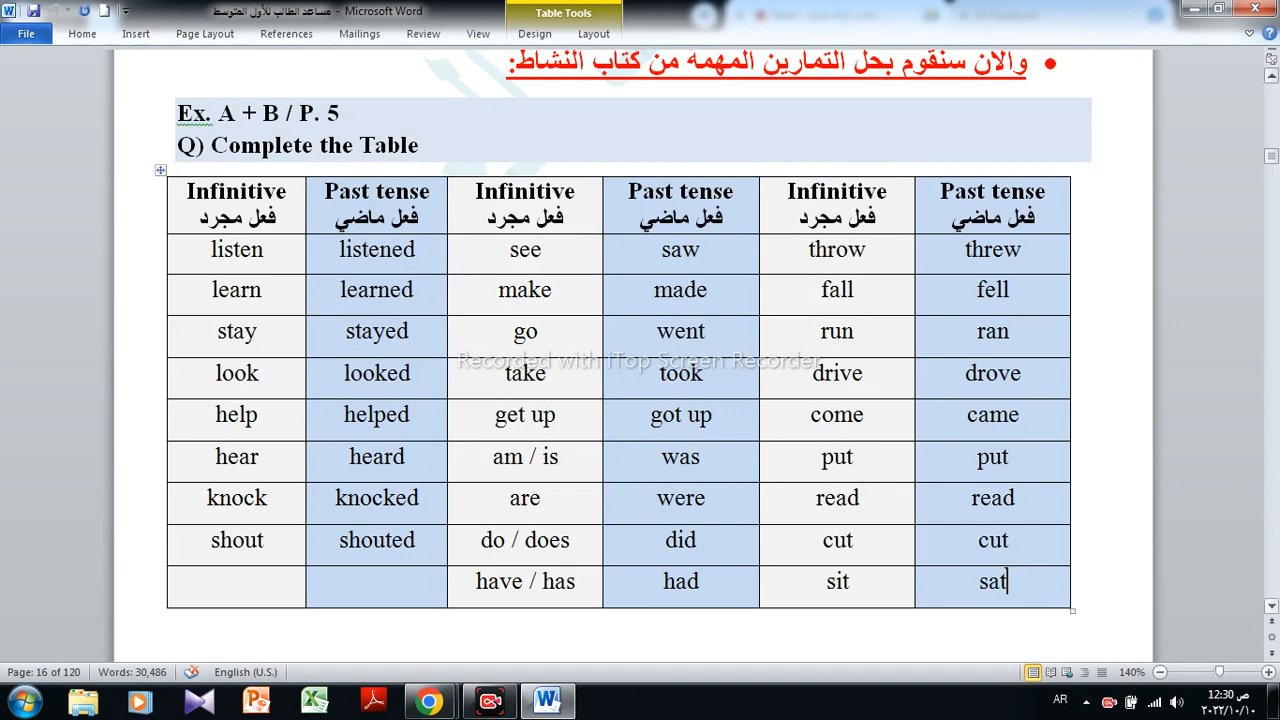 مساعد الطالب للأول المتوسط - Microsoft Word
Table Tools
File Home Insert Page Layout References Mailings Review View Design Layout
والان سنقوم بحل التمارين المهمه من كتاب النشاط:
Ex. A + B / P. 5
Q) Complete the Table
Infinitive Past tense Infinitive Past tense Infinitive Past tense
فعل مجرد فعل ماضي فعل مجرد فعل ماضي فعل مجرد فعل ماضي
listen listened see saw throw threw
learn learned make made fall fell
stay stayed go went run ran
Recorded with iTop Screen Recorder
look looked take took drive drove
help helped get up got up come came
hear heard am / is was put put
knock knocked are were read read
shout shouted do / does did cut cut
have / has had sit sat
Page: 16 of 120 Words: 30,486 English (U.S.) 140%
AR 12:30 ص
٢٠٢٢/١٠/١٠